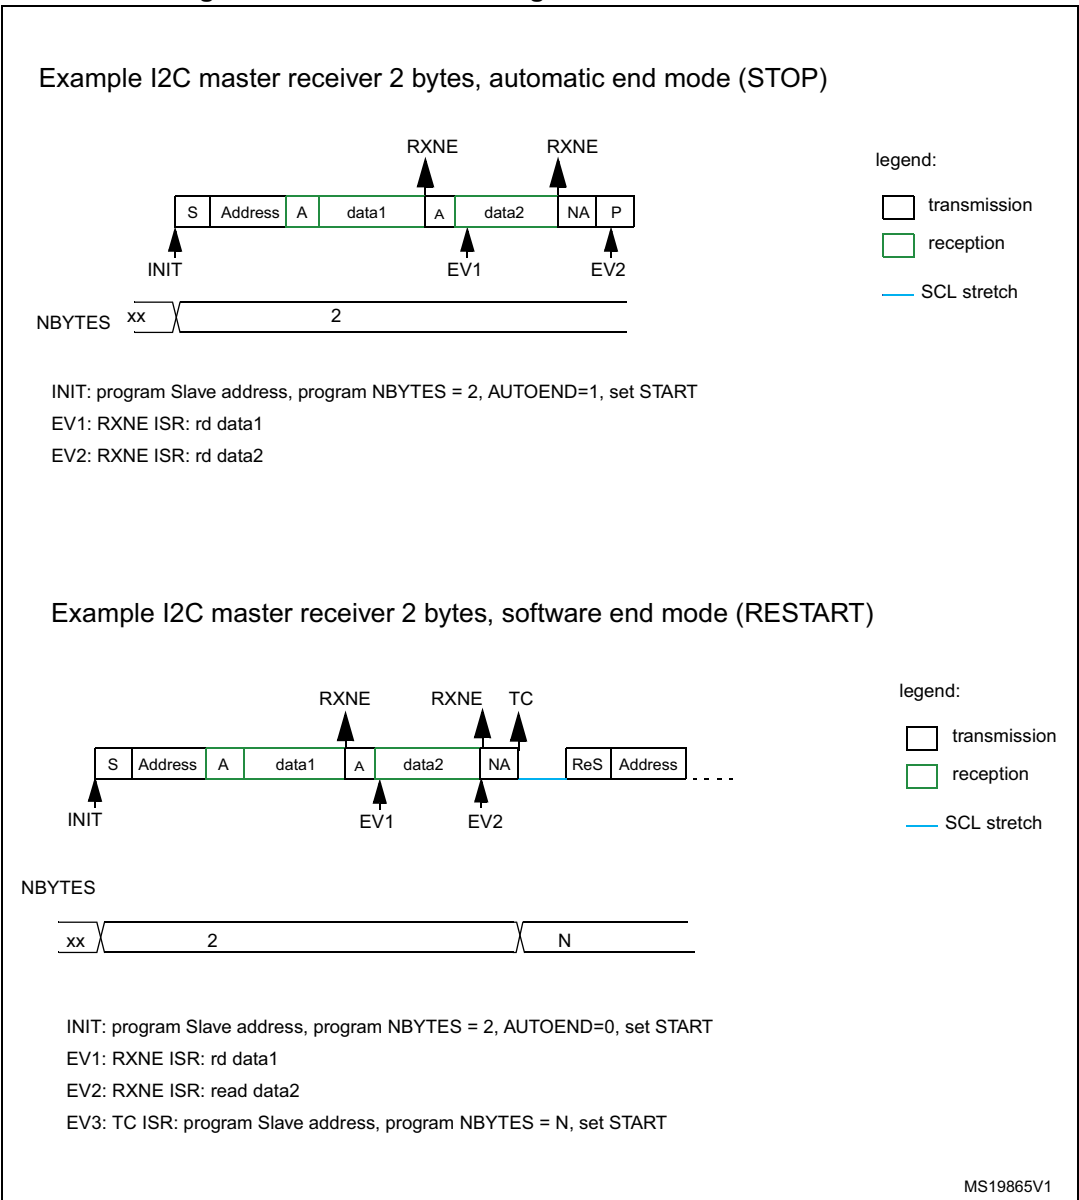 Example I2C master receiver 2 bytes, automatic end mode (STOP)
RXNE RXNE
legend:
transmission
reception
SCL stretch
S Address A data1 A data2 NA P
INIT EV1 EV2
NBYTES xx 2
INIT: program Slave address, program NBYTES = 2, AUTOEND=1, set START
EV1: RXNE ISR: rd data1
EV2: RXNE ISR: rd data2
Example I2C master receiver 2 bytes, software end mode (RESTART)
RXNE RXNE TC
legend:
transmission
reception
SCL stretch
S Address A data1 A data2 NA ReS Address
INIT EV1 EV2
NBYTES
xx 2 N
INIT: program Slave address, program NBYTES = 2, AUTOEND=0, set START
EV1: RXNE ISR: rd data1
EV2: RXNE ISR: read data2
EV3: TC ISR: program Slave address, program NBYTES = N, set START
MS19865V1